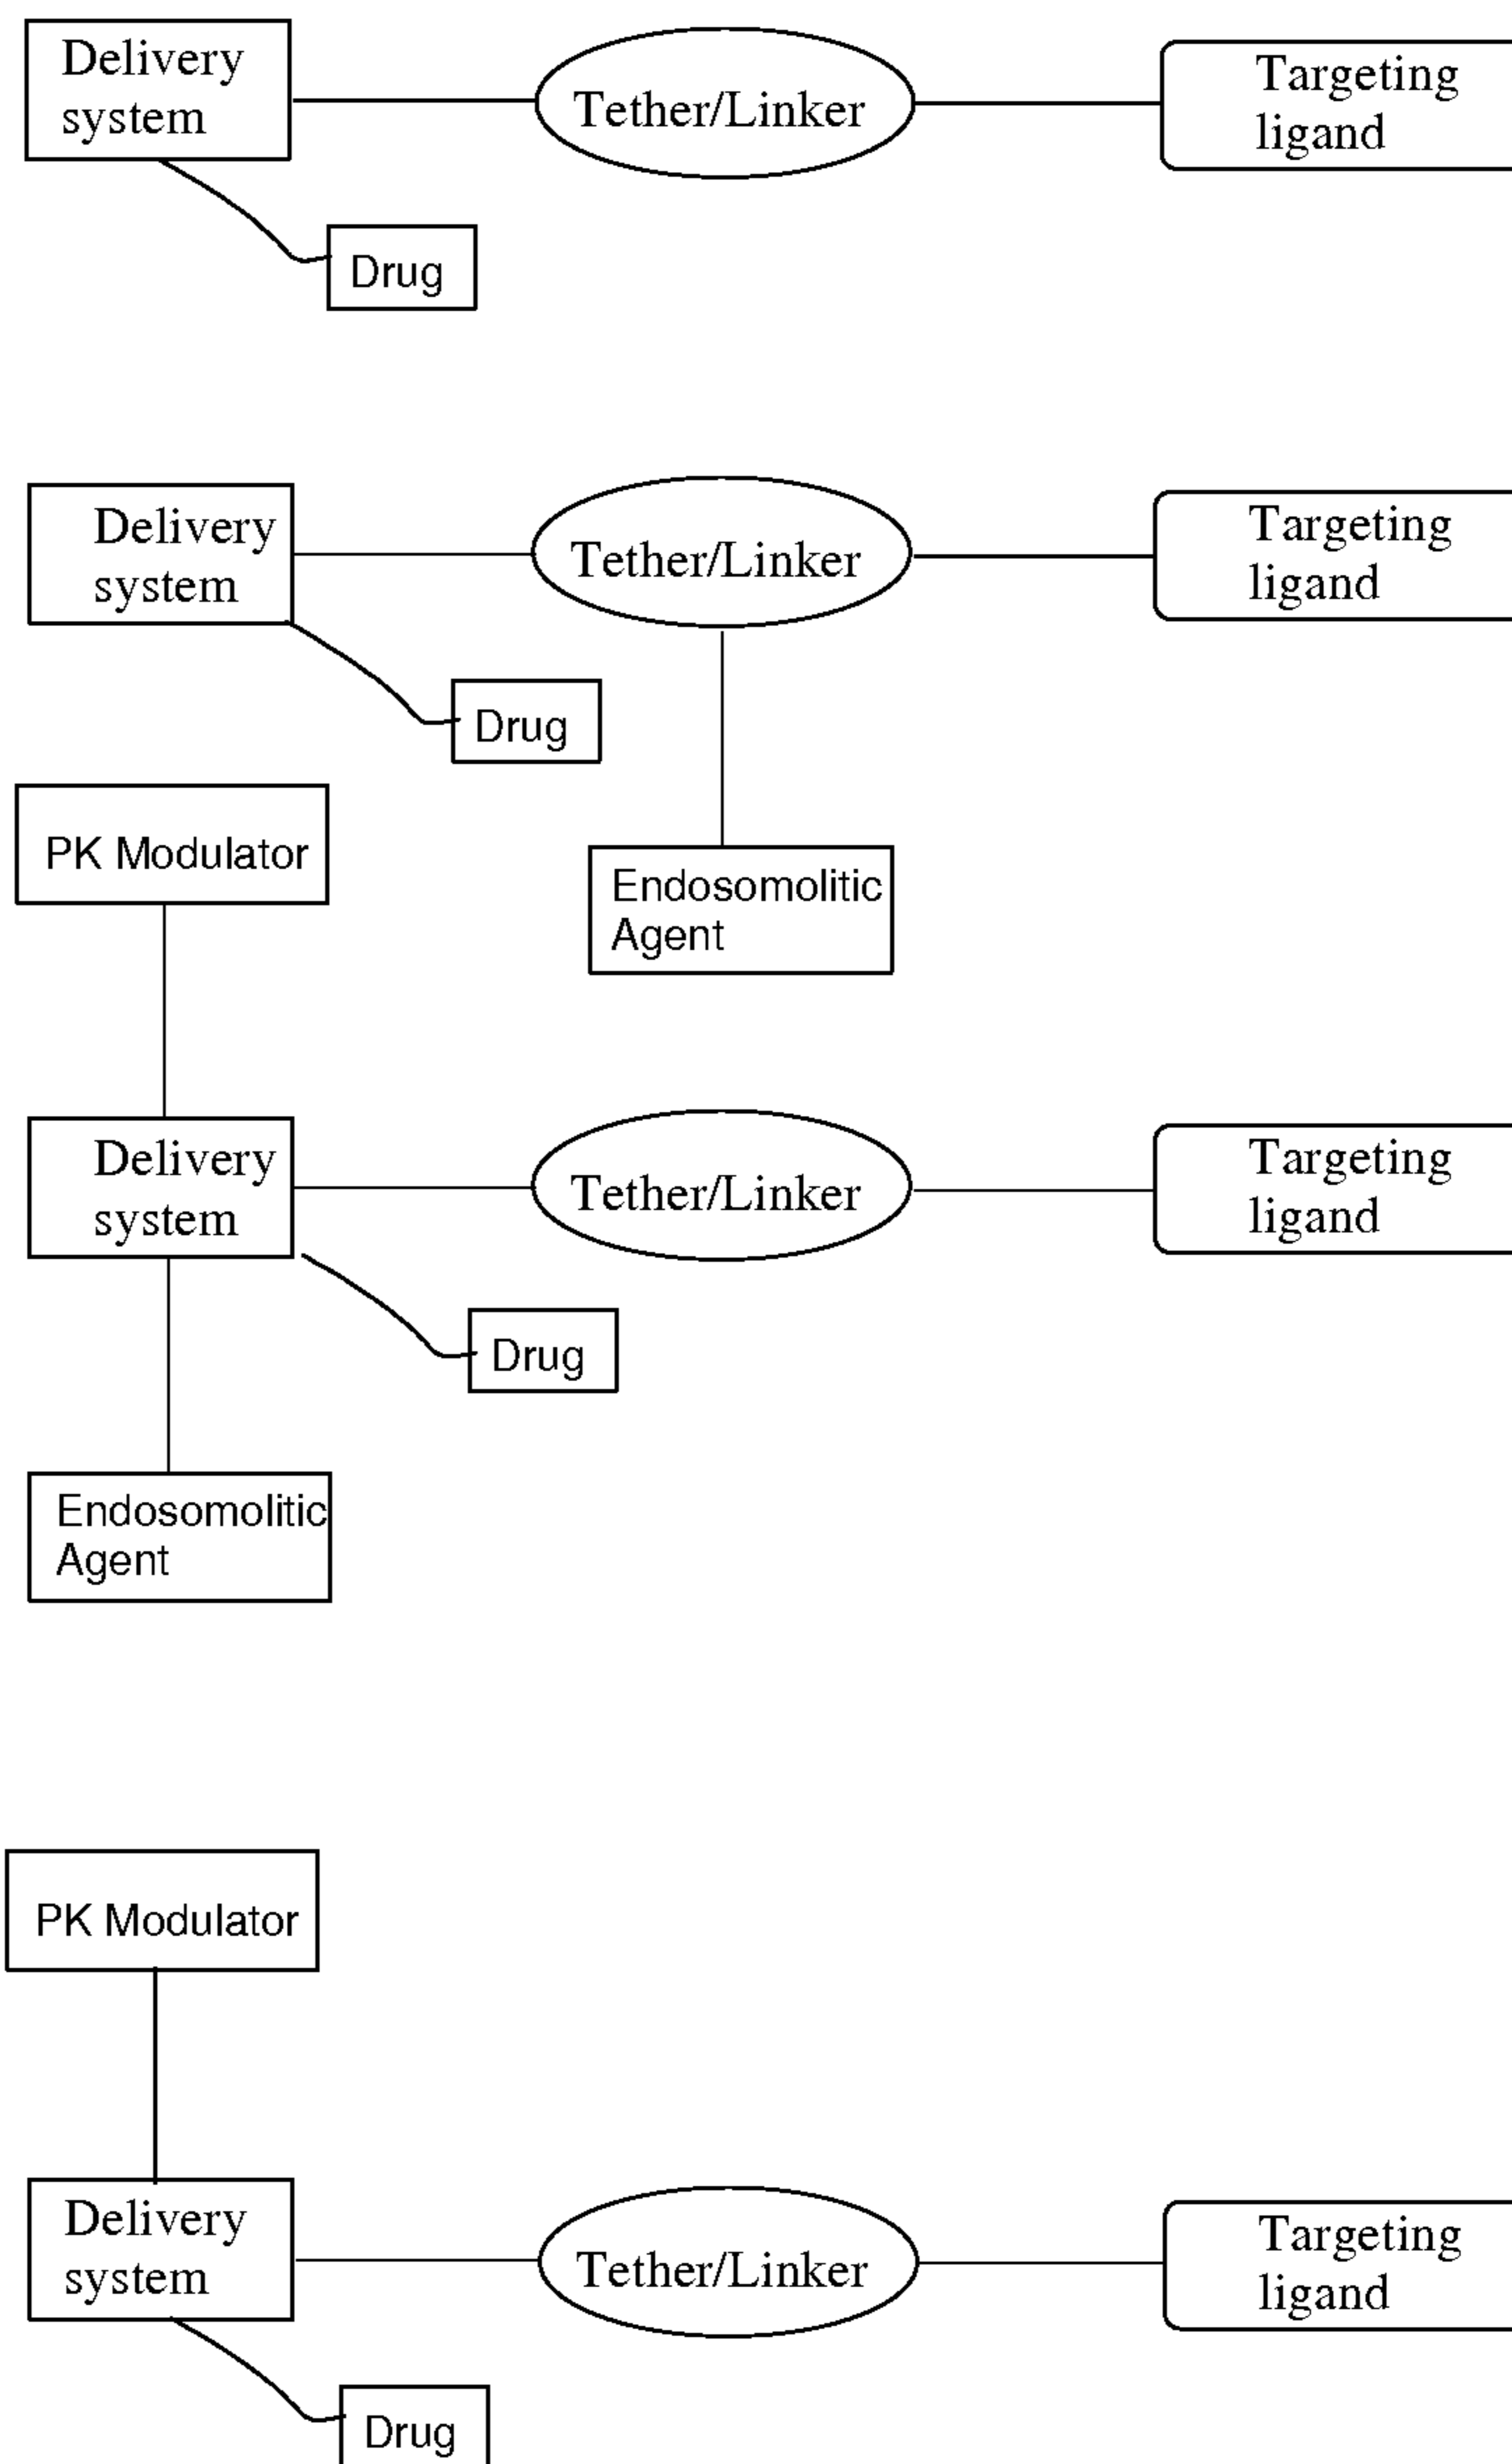 Delivery
system
Tether/Linker
Targeting
ligand
Drug
Delivery
system
Tether/Linker
Targeting
ligand
Drug
PK Modulator
Endosomolitic
Agent
Delivery
system
Tether/Linker
Targeting
ligand
Drug
Endosomolitic
Agent
PK Modulator
Delivery
system
Tether/Linker
Targeting
ligand
Drug